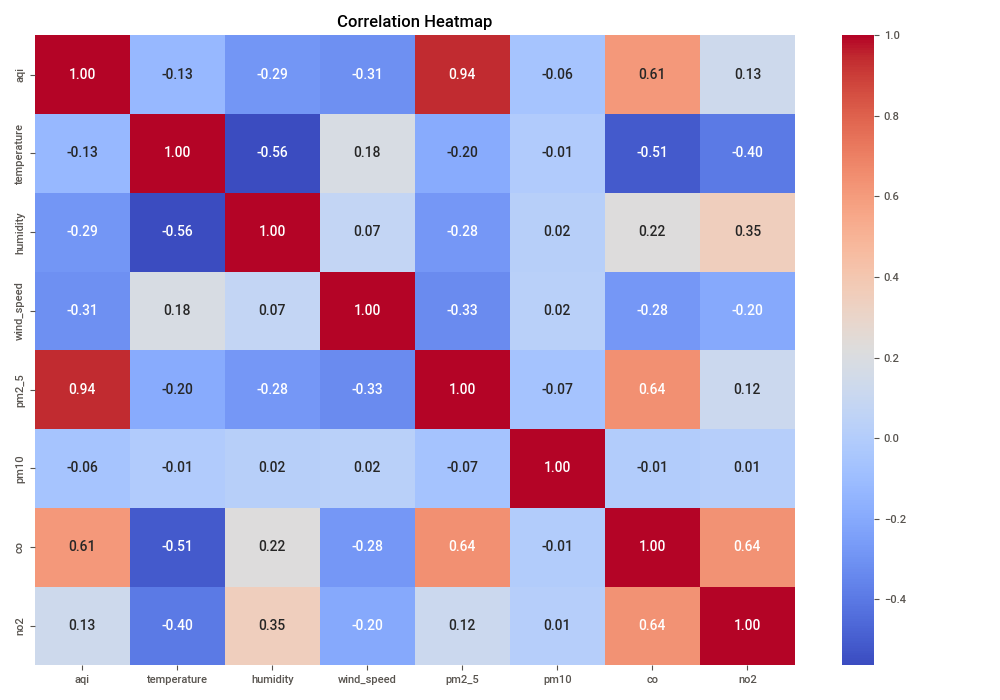 Correlation Heatmap
aqi 1.00 -0.13 -0.29 -0.31 0.94 -0.06 0.61 0.13
temperature -0.13 1.00 -0.56 0.18 -0.20 -0.01 -0.51 -0.40
humidity -0.29 -0.56 1.00 0.07 -0.28 0.02 0.22 0.35
wind_speed -0.31 0.18 0.07 1.00 -0.33 0.02 -0.28 -0.20
pm2_5 0.94 -0.20 -0.28 -0.33 1.00 -0.07 0.64 0.12
pm10 -0.06 -0.01 0.02 0.02 -0.07 1.00 -0.01 0.01
co 0.61 -0.51 0.22 -0.28 0.64 -0.01 1.00 0.64
no2 0.13 -0.40 0.35 -0.20 0.12 0.01 0.64 1.00
aqi temperature humidity wind_speed pm2_5 pm10 co no2
1.0
0.8
0.6
0.4
0.2
0.0
-0.2
-0.4